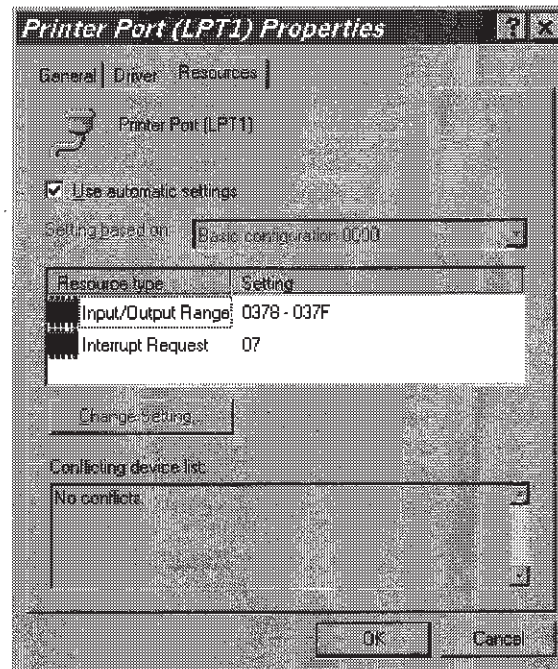 Printer Port (LPT1) Properties ? ×
General Driver Resources
Printer Port (LPT1)
Use automatic settings
Setting based on: Basic configuration 0000
Resource type Setting
Input/Output Range 0378 - 037F
Interrupt Request 07
Change Setting...
Conflicting device list:
No conflicts.
OK Cancel